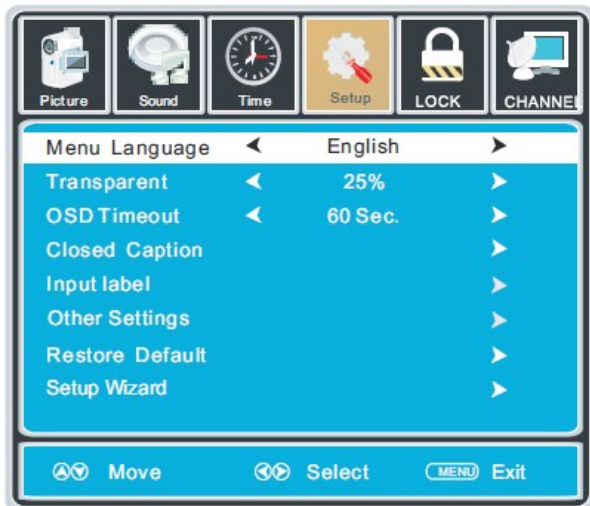 Picture Sound Time Setup LOCK CHANNEL
Menu Language English
Transparent 25%
OSD Timeout 60 Sec.
Closed Caption
Input label
Other Settings
Restore Default
Setup Wizard
Move Select MENU Exit